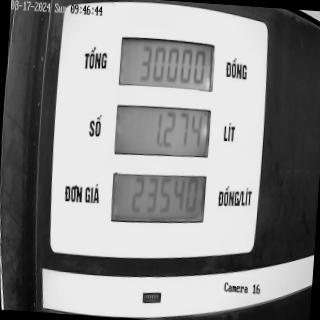 03-17-2024 Sun 09:46:44
TỔNG 30000 ĐỒNG
SỐ 1.274 LÍT
ĐƠN GIÁ 23540 ĐỒNG/LÍT
Camera 16